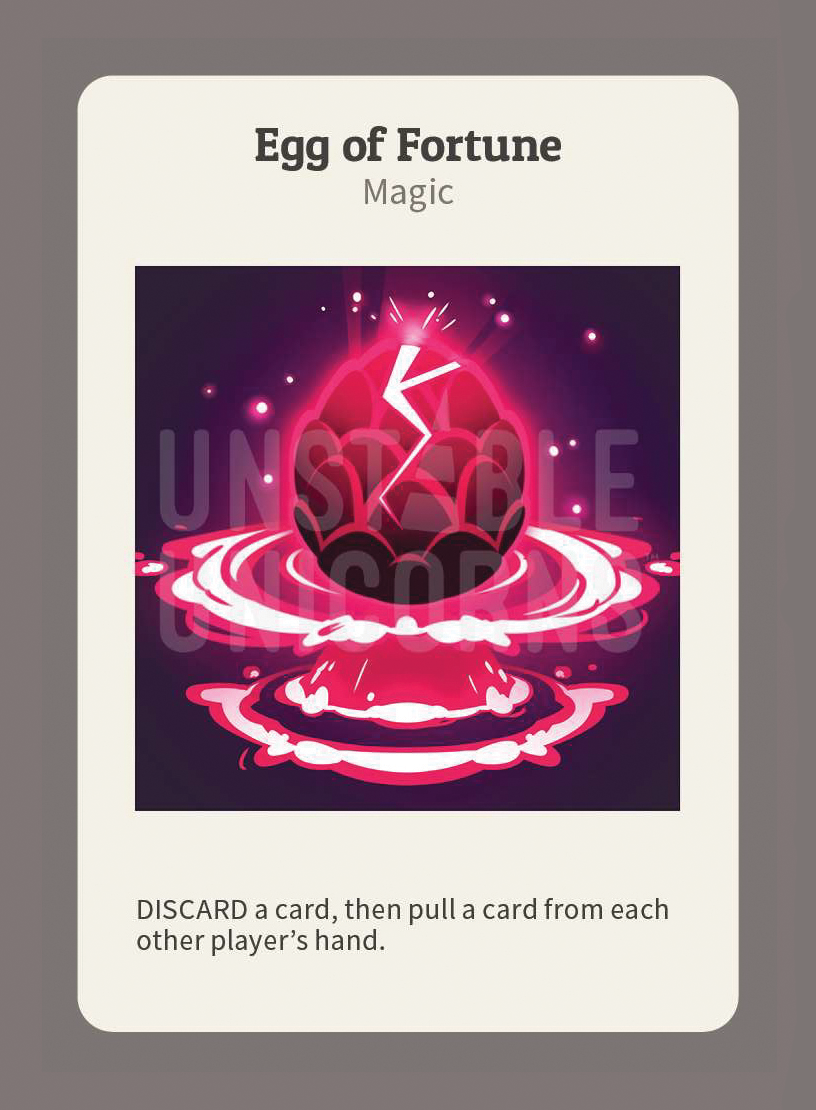 Egg of Fortune
Magic
UNSTABLE
UNICORNS
DISCARD a card, then pull a card from each
other player’s hand.